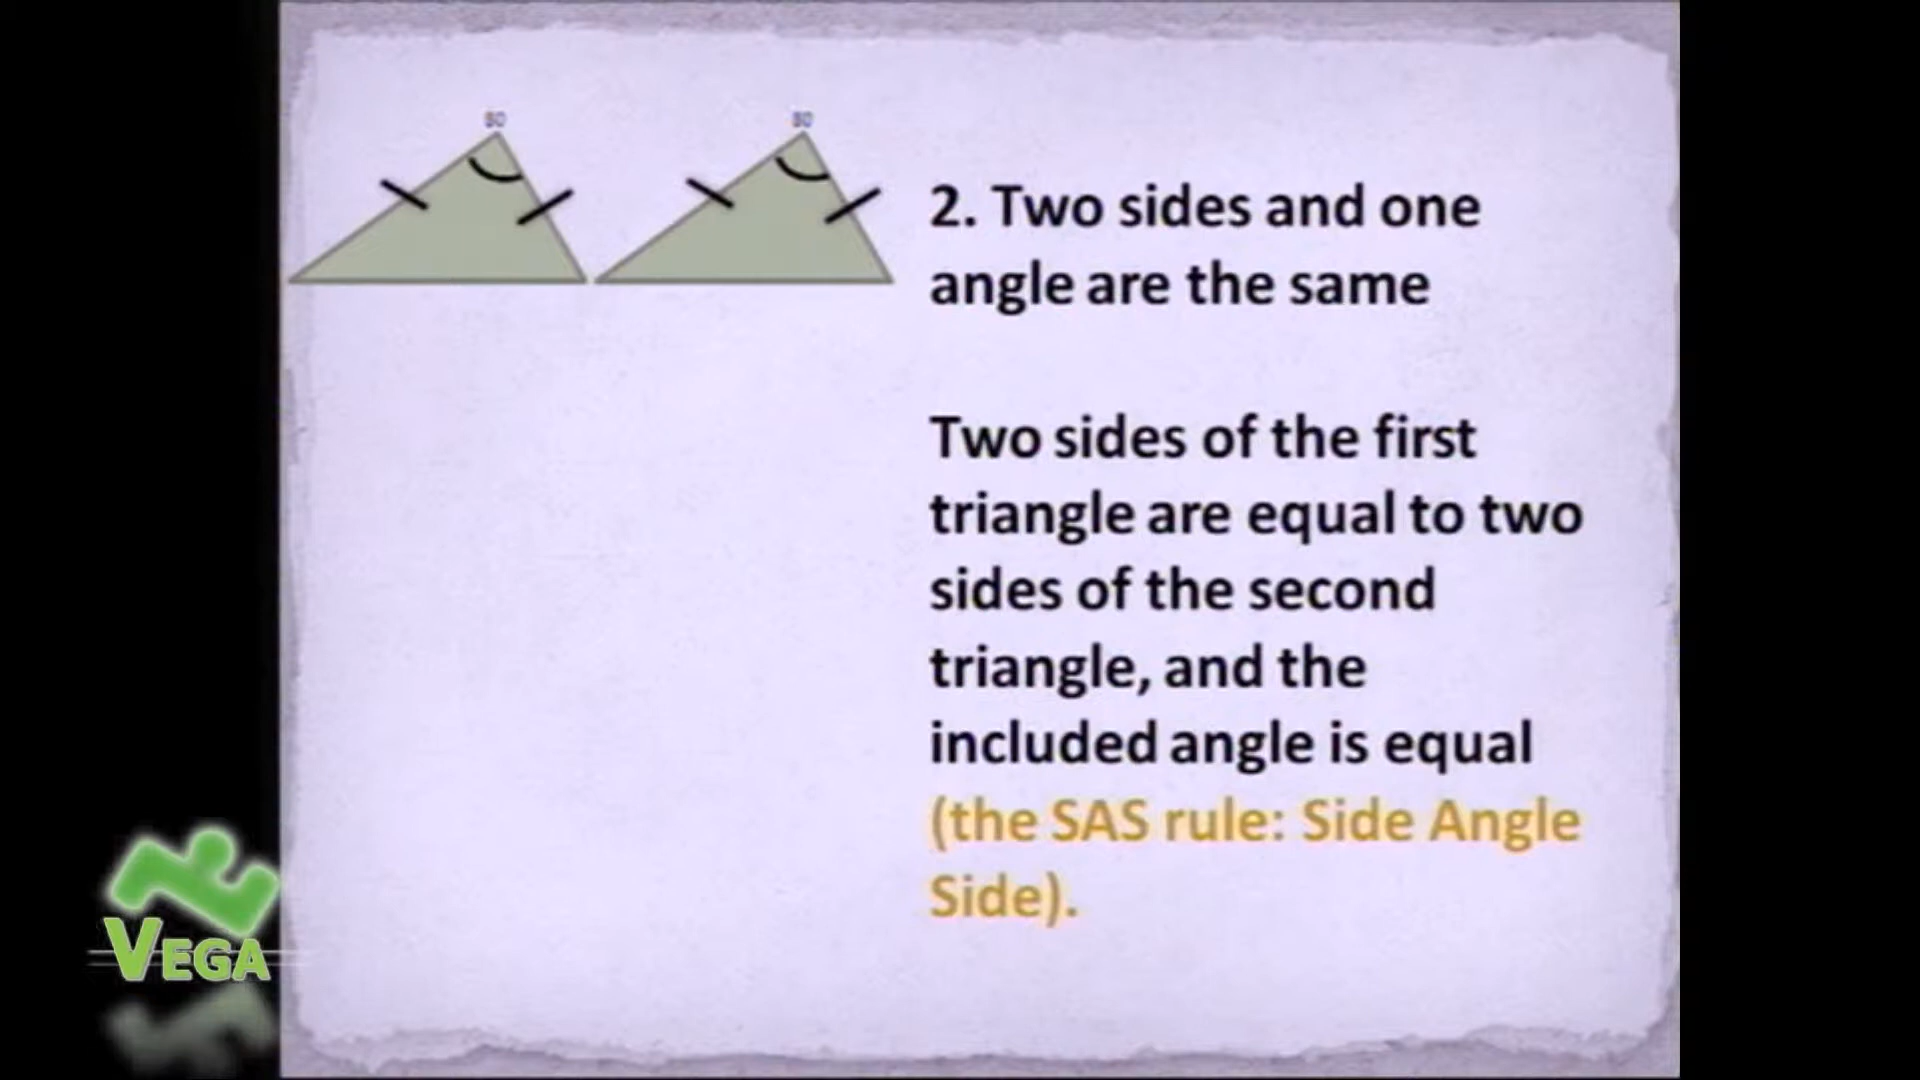 2. Two sides and one
angle are the same
Two sides of the first
triangle are equal to two
sides of the second
triangle, and the
included angle is equal
(the SAS rule: Side Angle
Side).
VEGA